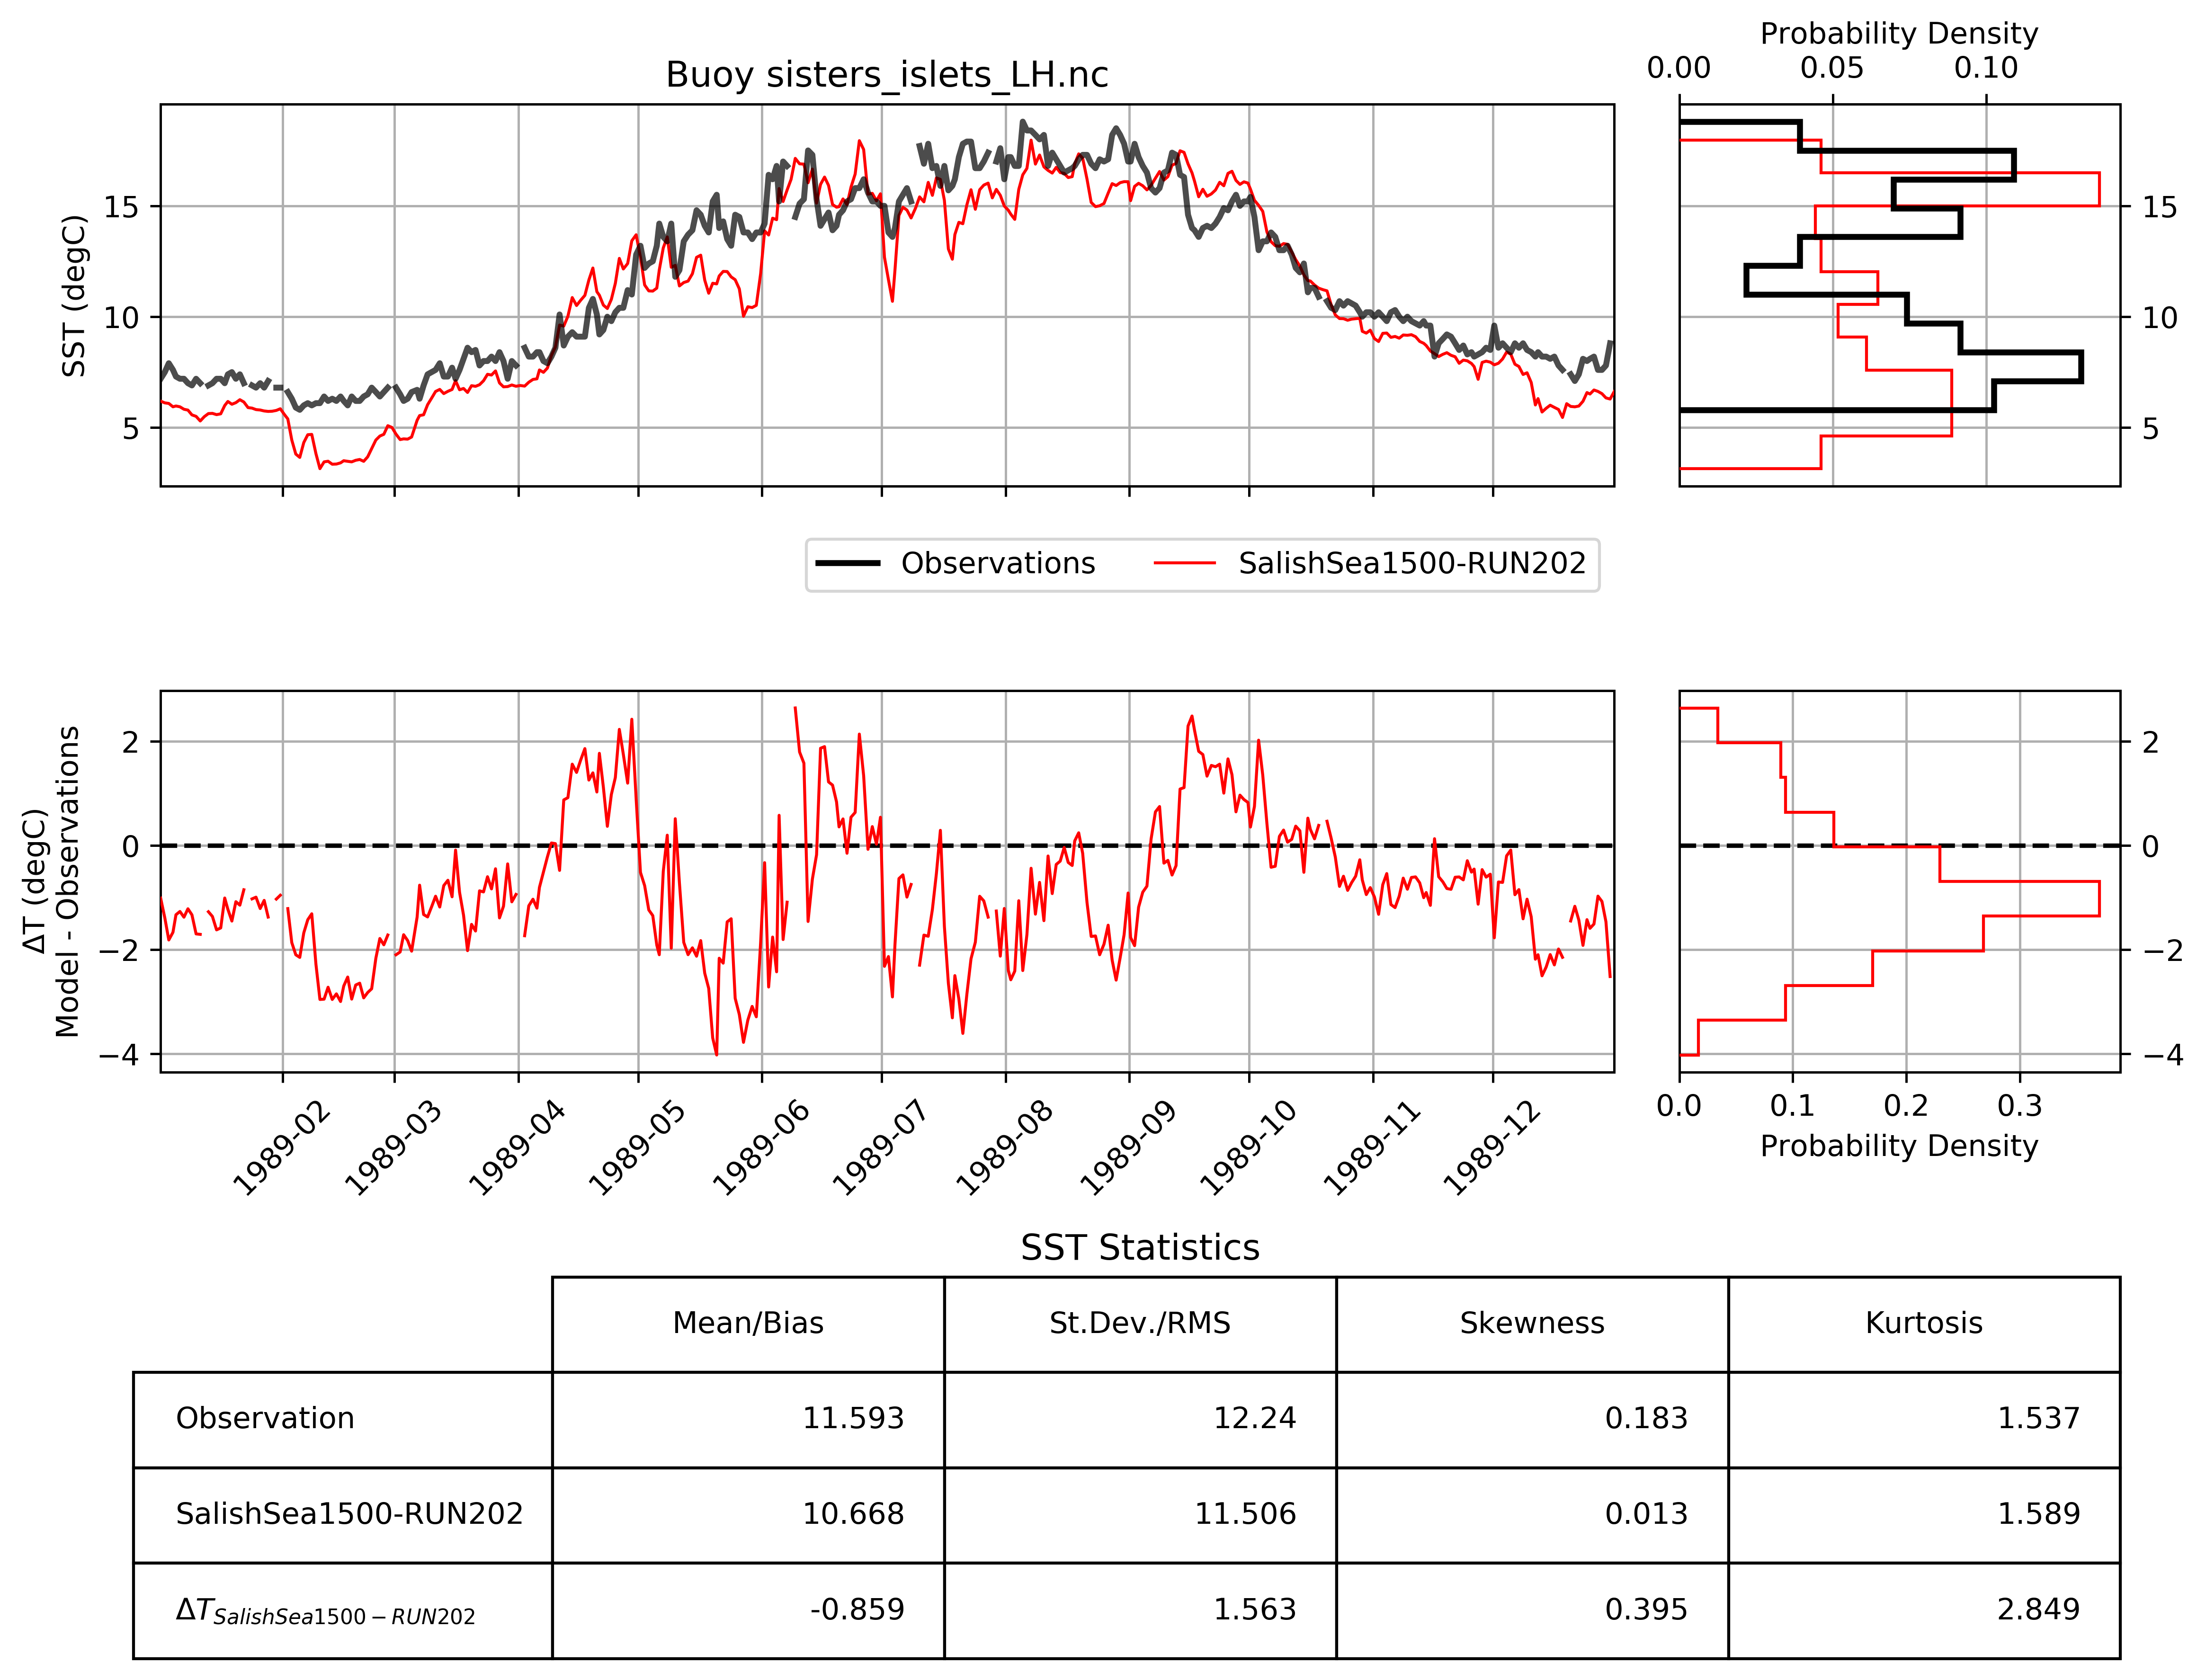 Probability Density
0.00 0.05 0.10
Buoy sisters_islets_LH.nc
SST (degC)
15
10
5
15
10
5
Observations SalishSea1500-RUN202
ΔT (degC)
Model - Observations
2
0
−2
−4
2
0
−2
−4
1989-02 1989-03 1989-04 1989-05 1989-06 1989-07 1989-08 1989-09 1989-10 1989-11 1989-12
0.0 0.1 0.2 0.3
Probability Density
SST Statistics
Mean/Bias St.Dev./RMS Skewness Kurtosis
Observation 11.593 12.24 0.183 1.537
SalishSea1500-RUN202 10.668 11.506 0.013 1.589
ΔT SalishSea1500−RUN202 -0.859 1.563 0.395 2.849